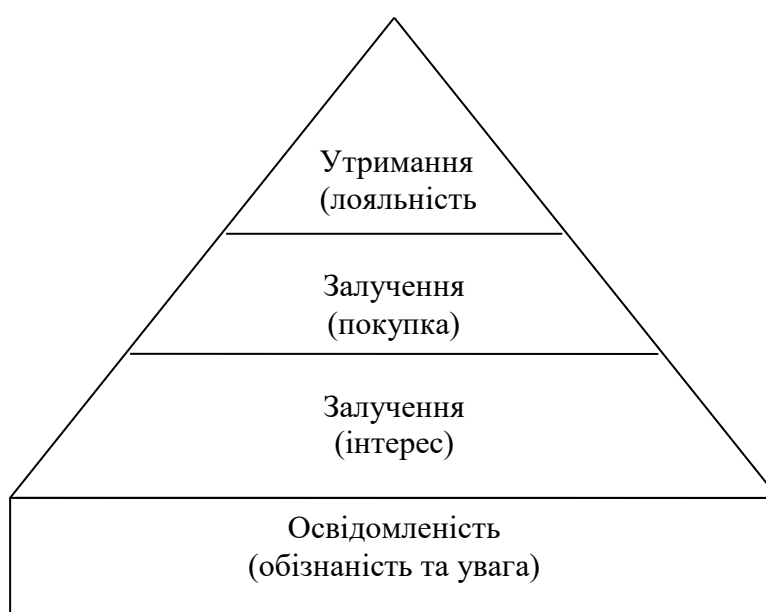 Утримання
(лояльність
Залучення
(покупка)
Залучення
(інтерес)
Освідомленість
(обізнаність та увага)